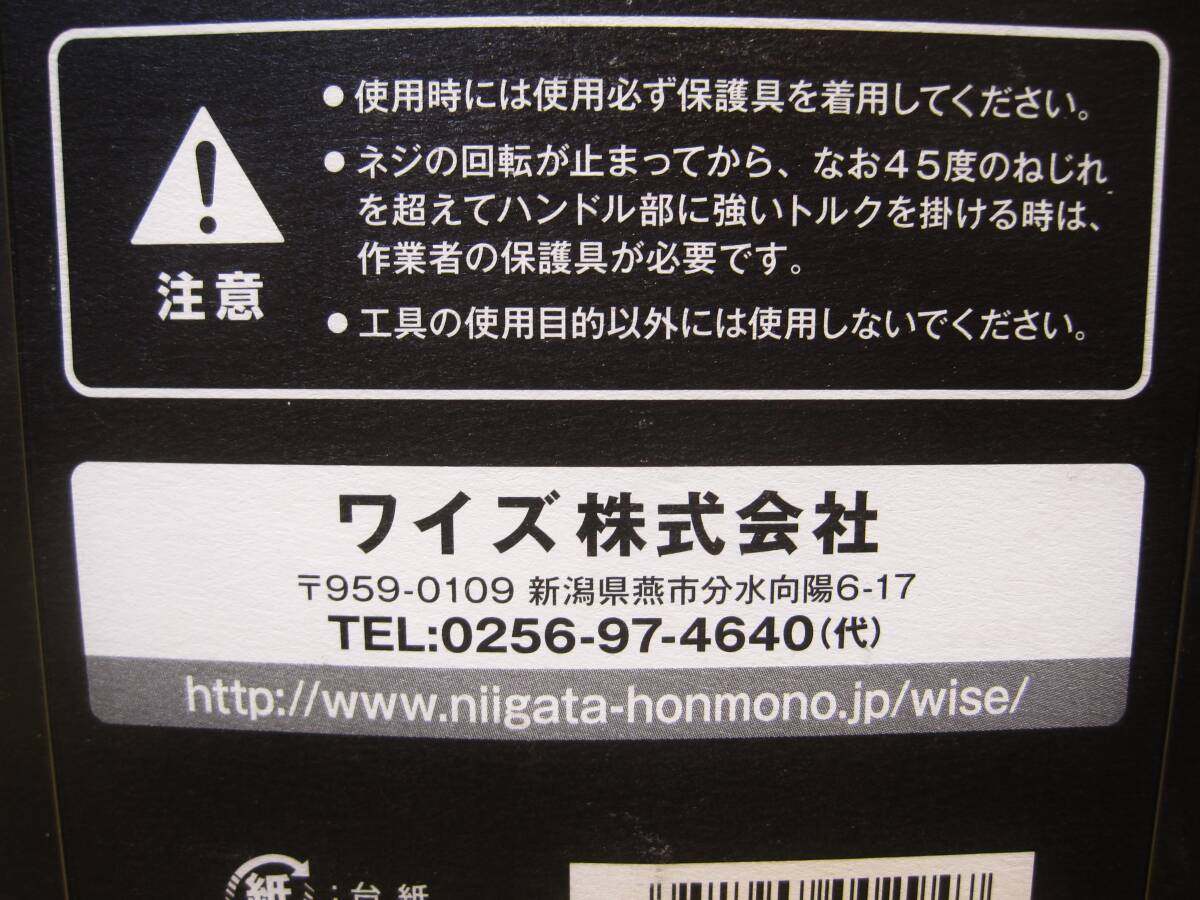 注意
●使用時には使用必ず保護具を着用してください。
●ネジの回転が止まってから、なお45度のねじれ
を超えてハンドル部に強いトルクを掛ける時は、
作業者の保護具が必要です。
●工具の使用目的以外には使用しないでください。
ワイズ株式会社
〒959-0109 新潟県燕市分水向陽6-17
TEL:0256-97-4640(代)
http://www.niigata-honmono.jp/wise/
紙:台紙